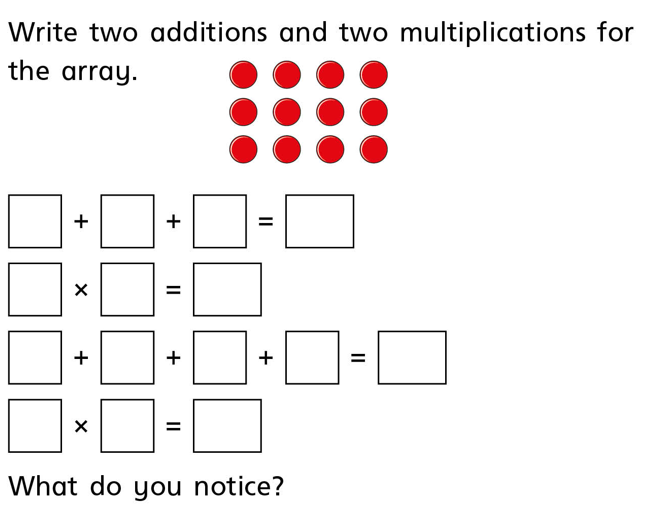 Write two additions and two multiplications for
the array.
+ + =
× =
+ + + =
× =
What do you notice?